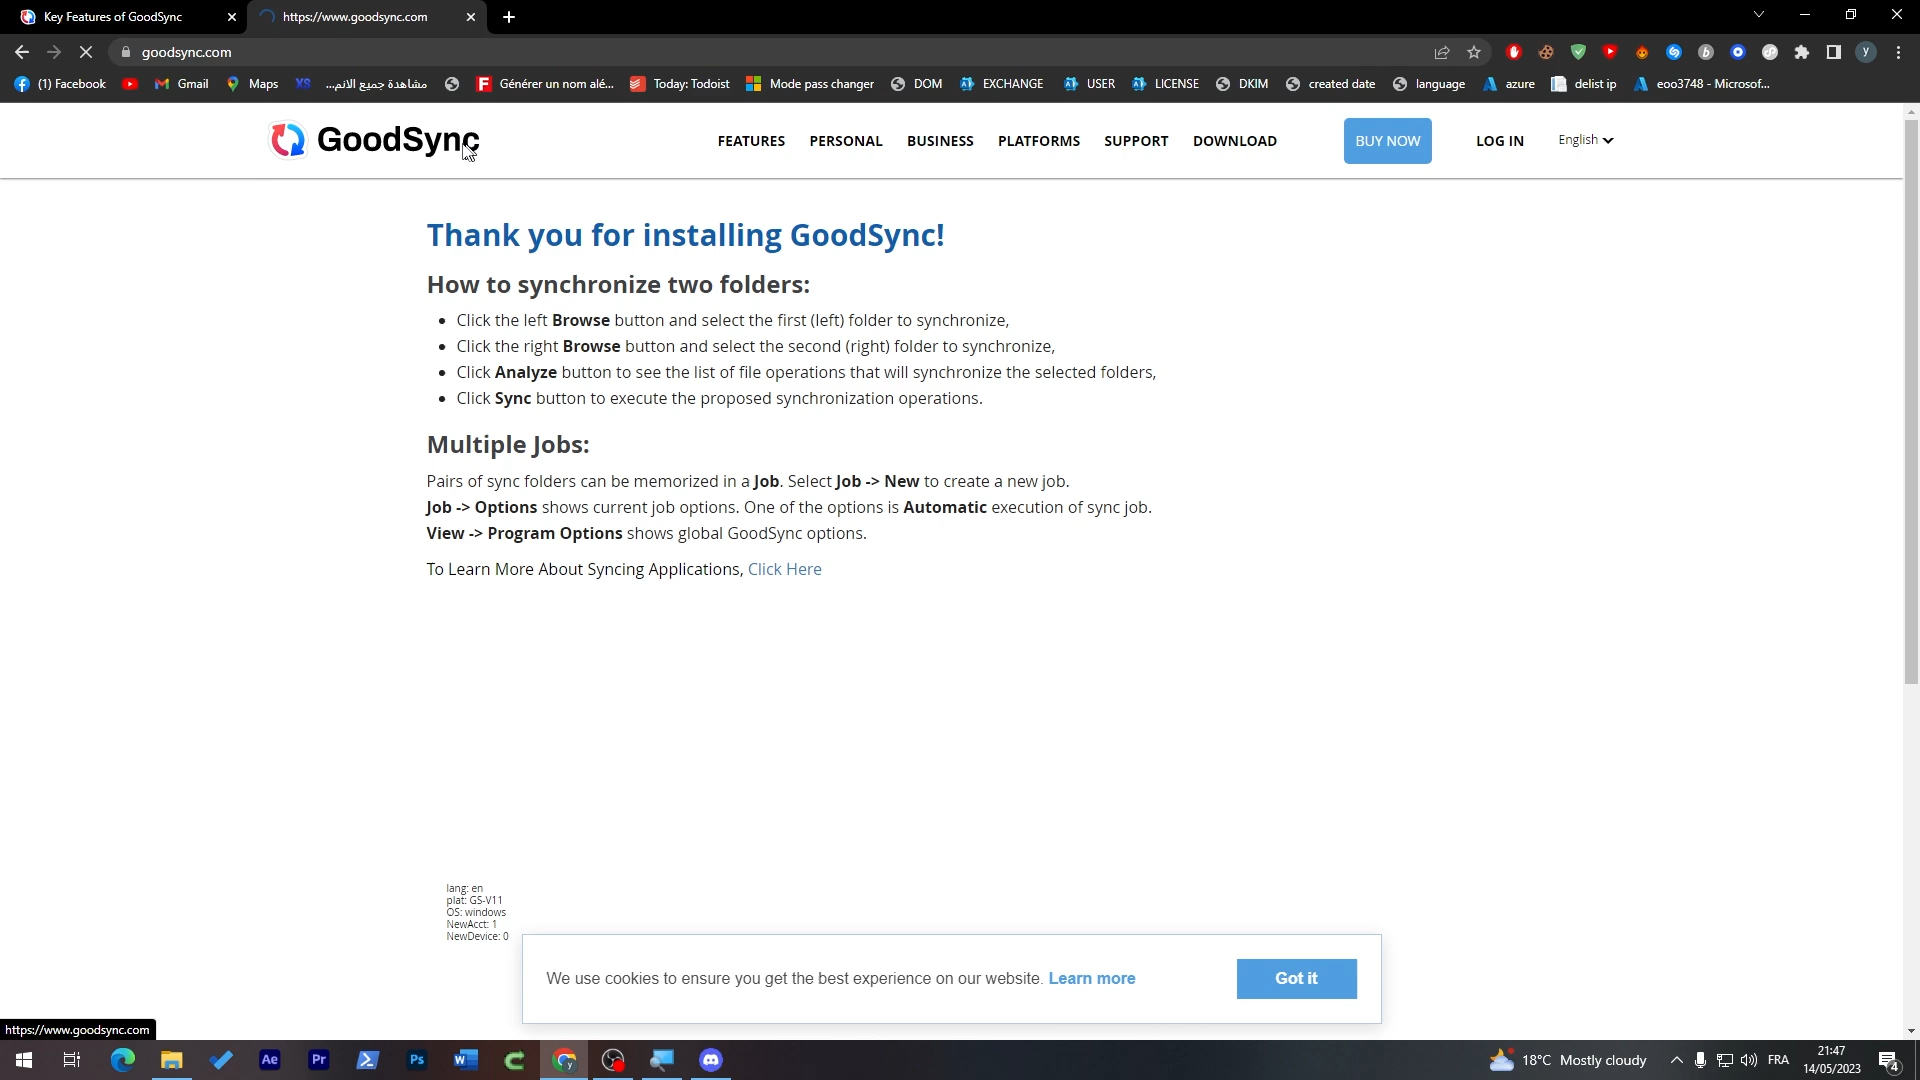 Key Features of GoodSync
https://www.goodsync.com
goodsync.com
(1) Facebook
Gmail
Maps
XS
مشاهدة جميع الانم...
Générer un nom alé...
Today: Todoist
Mode pass changer
DOM
EXCHANGE
USER
LICENSE
DKIM
created date
language
azure
delist ip
eoo3748 - Microsof...
GoodSync
FEATURES
PERSONAL
BUSINESS
PLATFORMS
SUPPORT
DOWNLOAD
BUY NOW
LOG IN
English
Thank you for installing GoodSync!
How to synchronize two folders:
Click the left Browse button and select the first (left) folder to synchronize,
Click the right Browse button and select the second (right) folder to synchronize,
Click Analyze button to see the list of file operations that will synchronize the selected folders,
Click Sync button to execute the proposed synchronization operations.
Multiple Jobs:
Pairs of sync folders can be memorized in a Job. Select Job -> New to create a new job.
Job -> Options shows current job options. One of the options is Automatic execution of sync job.
View -> Program Options shows global GoodSync options.
To Learn More About Syncing Applications, Click Here
lang: en
plat: GS-V11
OS: windows
NewAcct: 1
NewDevice: 0
We use cookies to ensure you get the best experience on our website. Learn more
Got it
https://www.goodsync.com
Ae
Pr
Ps
18°C Mostly cloudy
FRA
21:47
14/05/2023
4